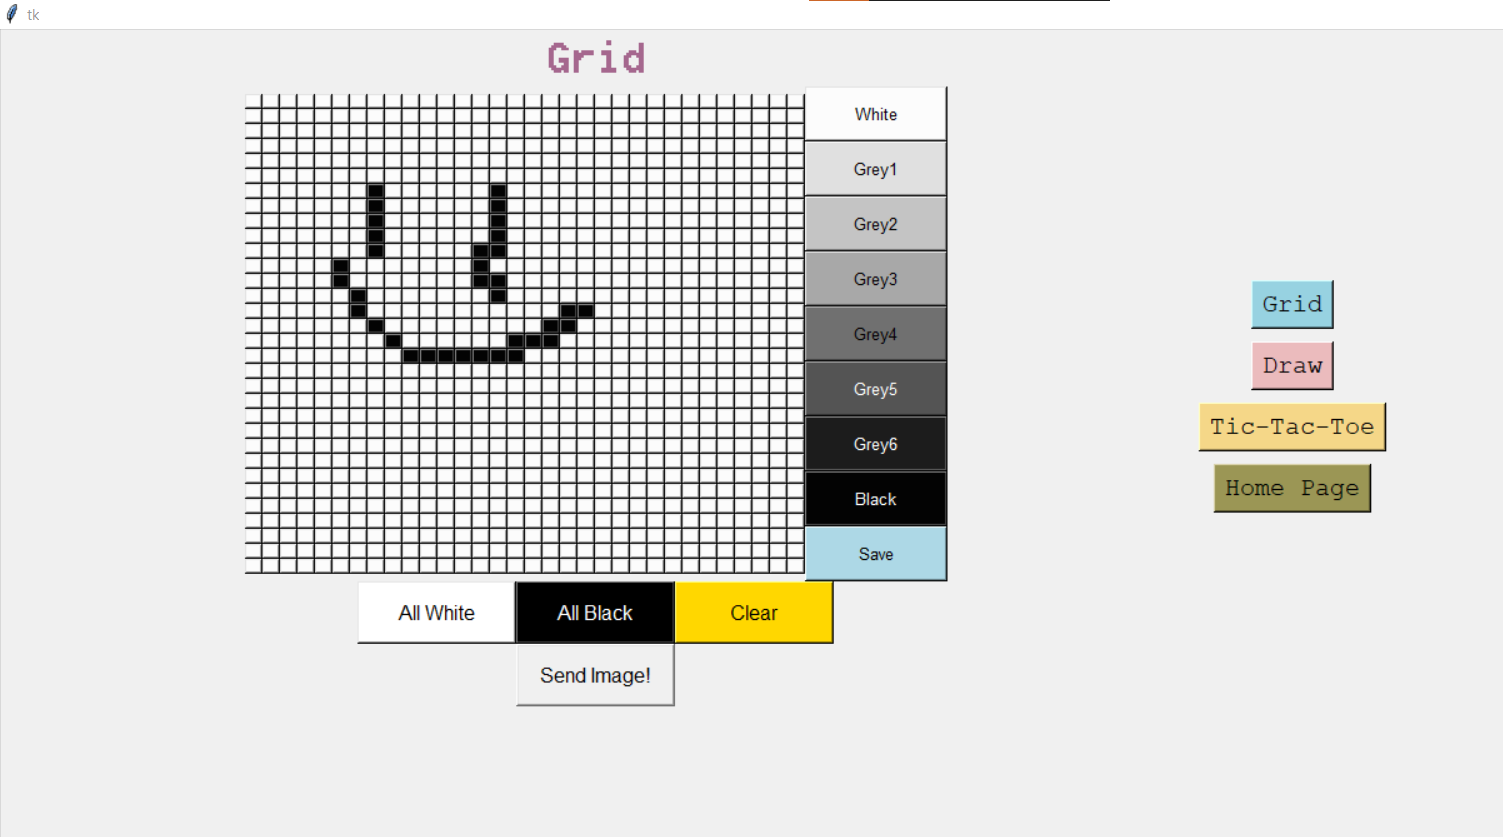 tk
Grid
White
Grey1
Grey2
Grey3
Grey4
Grey5
Grey6
Black
Save
All White
All Black
Clear
Send Image!
Grid
Draw
Tic-Tac-Toe
Home Page